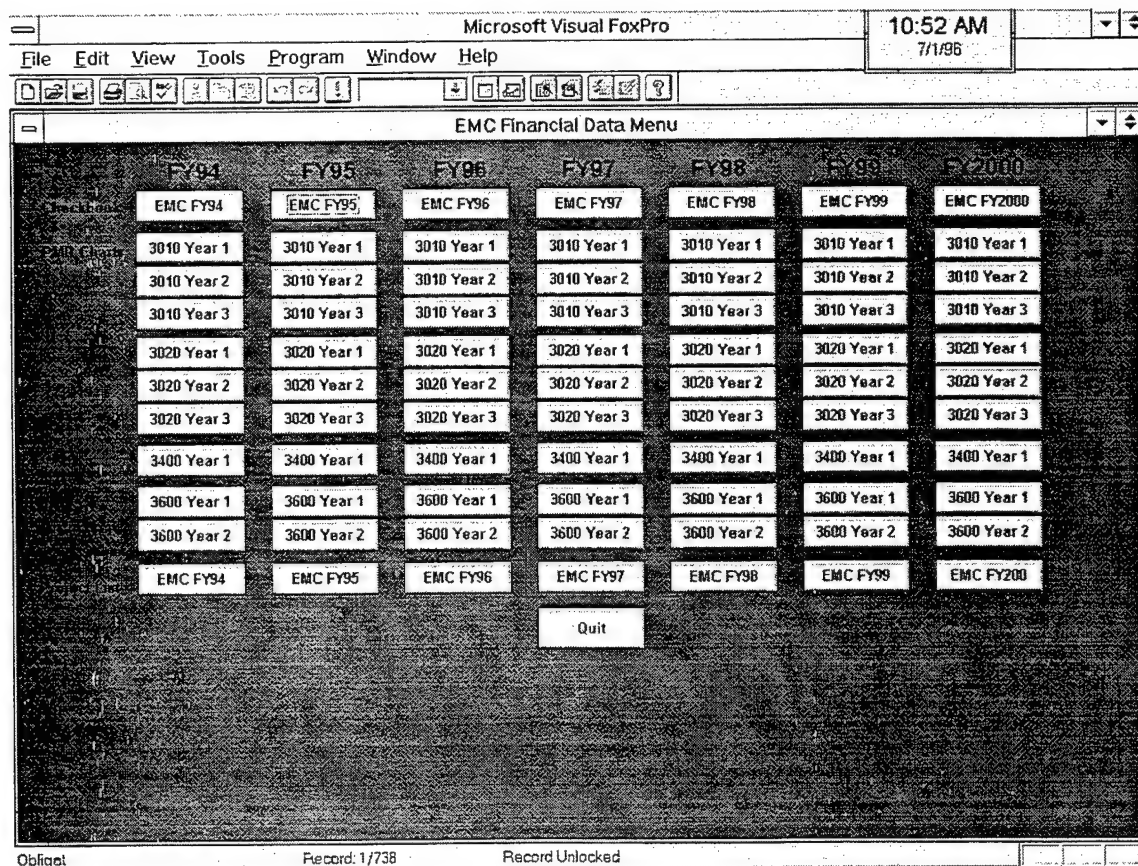 Microsoft Visual FoxPro
10:52 AM
7/1/96
File Edit View Tools Program Window Help
EMC Financial Data Menu
FY94 FY95 FY96 FY97 FY98 FY99 FY2000
Checkbook EMC FY94 EMC FY95 EMC FY96 EMC FY97 EMC FY98 EMC FY99 EMC FY2000
3010 Year 1 3010 Year 1 3010 Year 1 3010 Year 1 3010 Year 1 3010 Year 1 3010 Year 1
3010 Year 2 3010 Year 2 3010 Year 2 3010 Year 2 3010 Year 2 3010 Year 2 3010 Year 2
3010 Year 3 3010 Year 3 3010 Year 3 3010 Year 3 3010 Year 3 3010 Year 3 3010 Year 3
3020 Year 1 3020 Year 1 3020 Year 1 3020 Year 1 3020 Year 1 3020 Year 1 3020 Year 1
3020 Year 2 3020 Year 2 3020 Year 2 3020 Year 2 3020 Year 2 3020 Year 2 3020 Year 2
3020 Year 3 3020 Year 3 3020 Year 3 3020 Year 3 3020 Year 3 3020 Year 3 3020 Year 3
3400 Year 1 3400 Year 1 3400 Year 1 3400 Year 1 3400 Year 1 3400 Year 1 3400 Year 1
3600 Year 1 3600 Year 1 3600 Year 1 3600 Year 1 3600 Year 1 3600 Year 1 3600 Year 1
3600 Year 2 3600 Year 2 3600 Year 2 3600 Year 2 3600 Year 2 3600 Year 2 3600 Year 2
EMC FY94 EMC FY95 EMC FY96 EMC FY97 EMC FY98 EMC FY99 EMC FY200
Quit
Obligat Record: 1/738 Record Unlocked